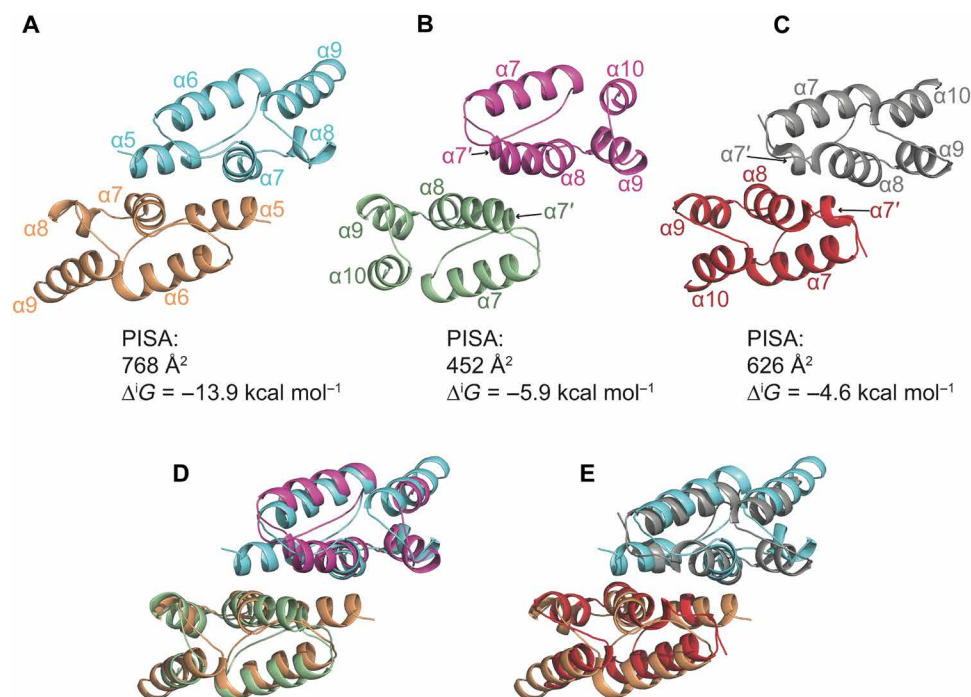 A
B
C
α9
α6
α5
α8
α7
α7
α5
α8
α6
α9
α7
α10
α7′
α8
α9
α8
α7′
α9
α10
α7
α7
α10
α7′
α9
α8
α8
α7′
α9
α10
α7
PISA:
768 Å²
ΔⁱG = −13.9 kcal mol⁻¹
PISA:
452 Å²
ΔⁱG = −5.9 kcal mol⁻¹
PISA:
626 Å²
ΔⁱG = −4.6 kcal mol⁻¹
D
E